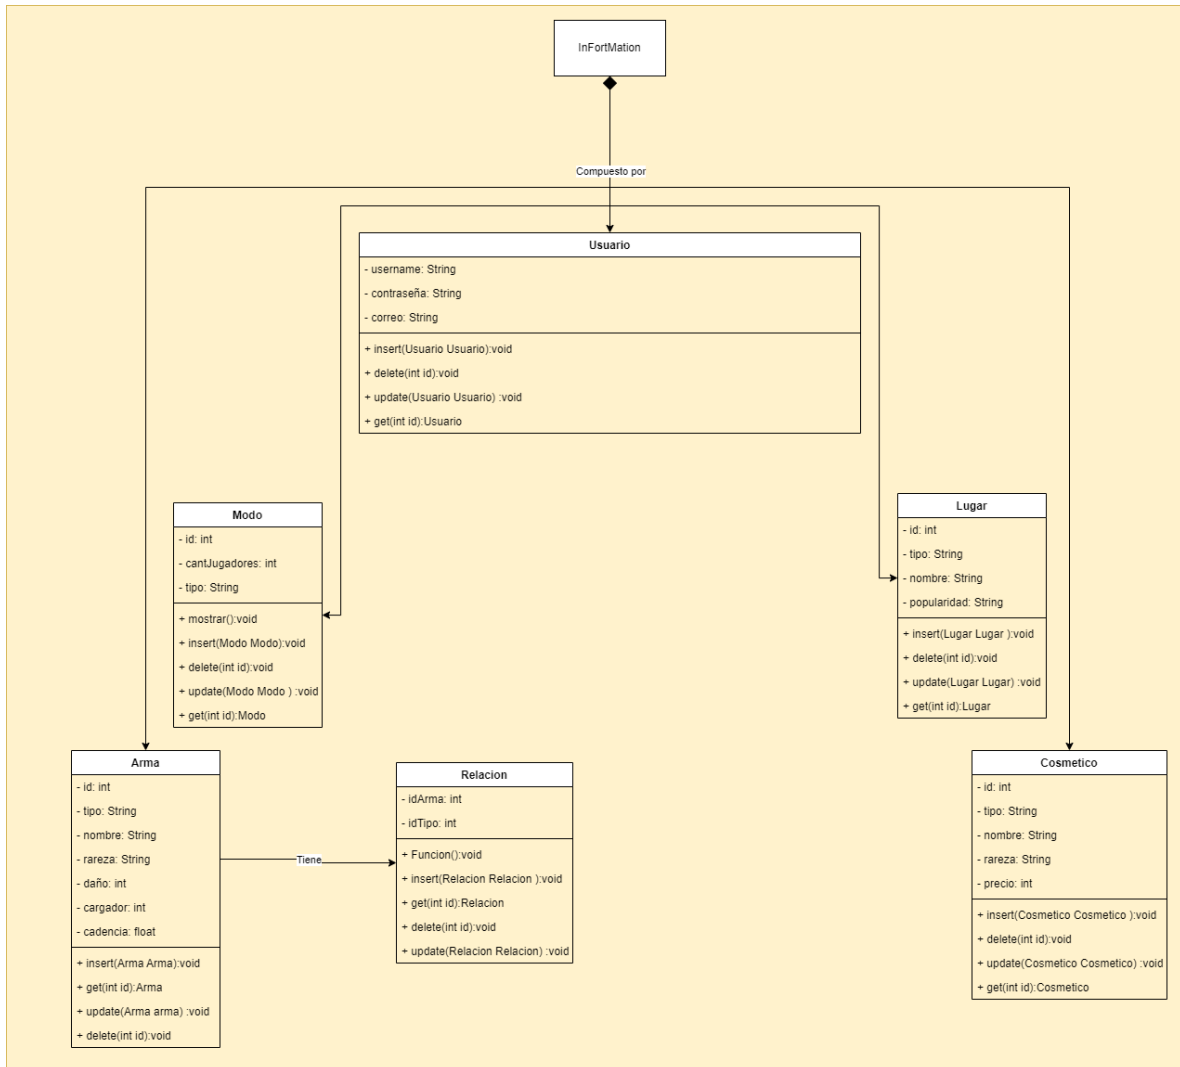 InFortMation
Compuesto por
Usuario
- username: String
- contraseña: String
- correo: String
+ insert(Usuario Usuario):void
+ delete(int id):void
+ update(Usuario Usuario) :void
+ get(int id):Usuario
Modo
- id: int
- cantJugadores: int
- tipo: String
+ mostrar():void
+ insert(Modo Modo):void
+ delete(int id):void
+ update(Modo Modo ) :void
+ get(int id):Modo
Lugar
- id: int
- tipo: String
- nombre: String
- popularidad: String
+ insert(Lugar Lugar ):void
+ delete(int id):void
+ update(Lugar Lugar) :void
+ get(int id):Lugar
Arma
- id: int
- tipo: String
- nombre: String
- rareza: String
- daño: int
- cargador: int
- cadencia: float
+ insert(Arma Arma):void
+ get(int id):Arma
+ update(Arma arma) :void
+ delete(int id):void
Tiene
Relacion
- idArma: int
- idTipo: int
+ Funcion():void
+ insert(Relacion Relacion ):void
+ get(int id):Relacion
+ delete(int id):void
+ update(Relacion Relacion) :void
Cosmetico
- id: int
- tipo: String
- nombre: String
- rareza: String
- precio: int
+ insert(Cosmetico Cosmetico ):void
+ delete(int id):void
+ update(Cosmetico Cosmetico) :void
+ get(int id):Cosmetico